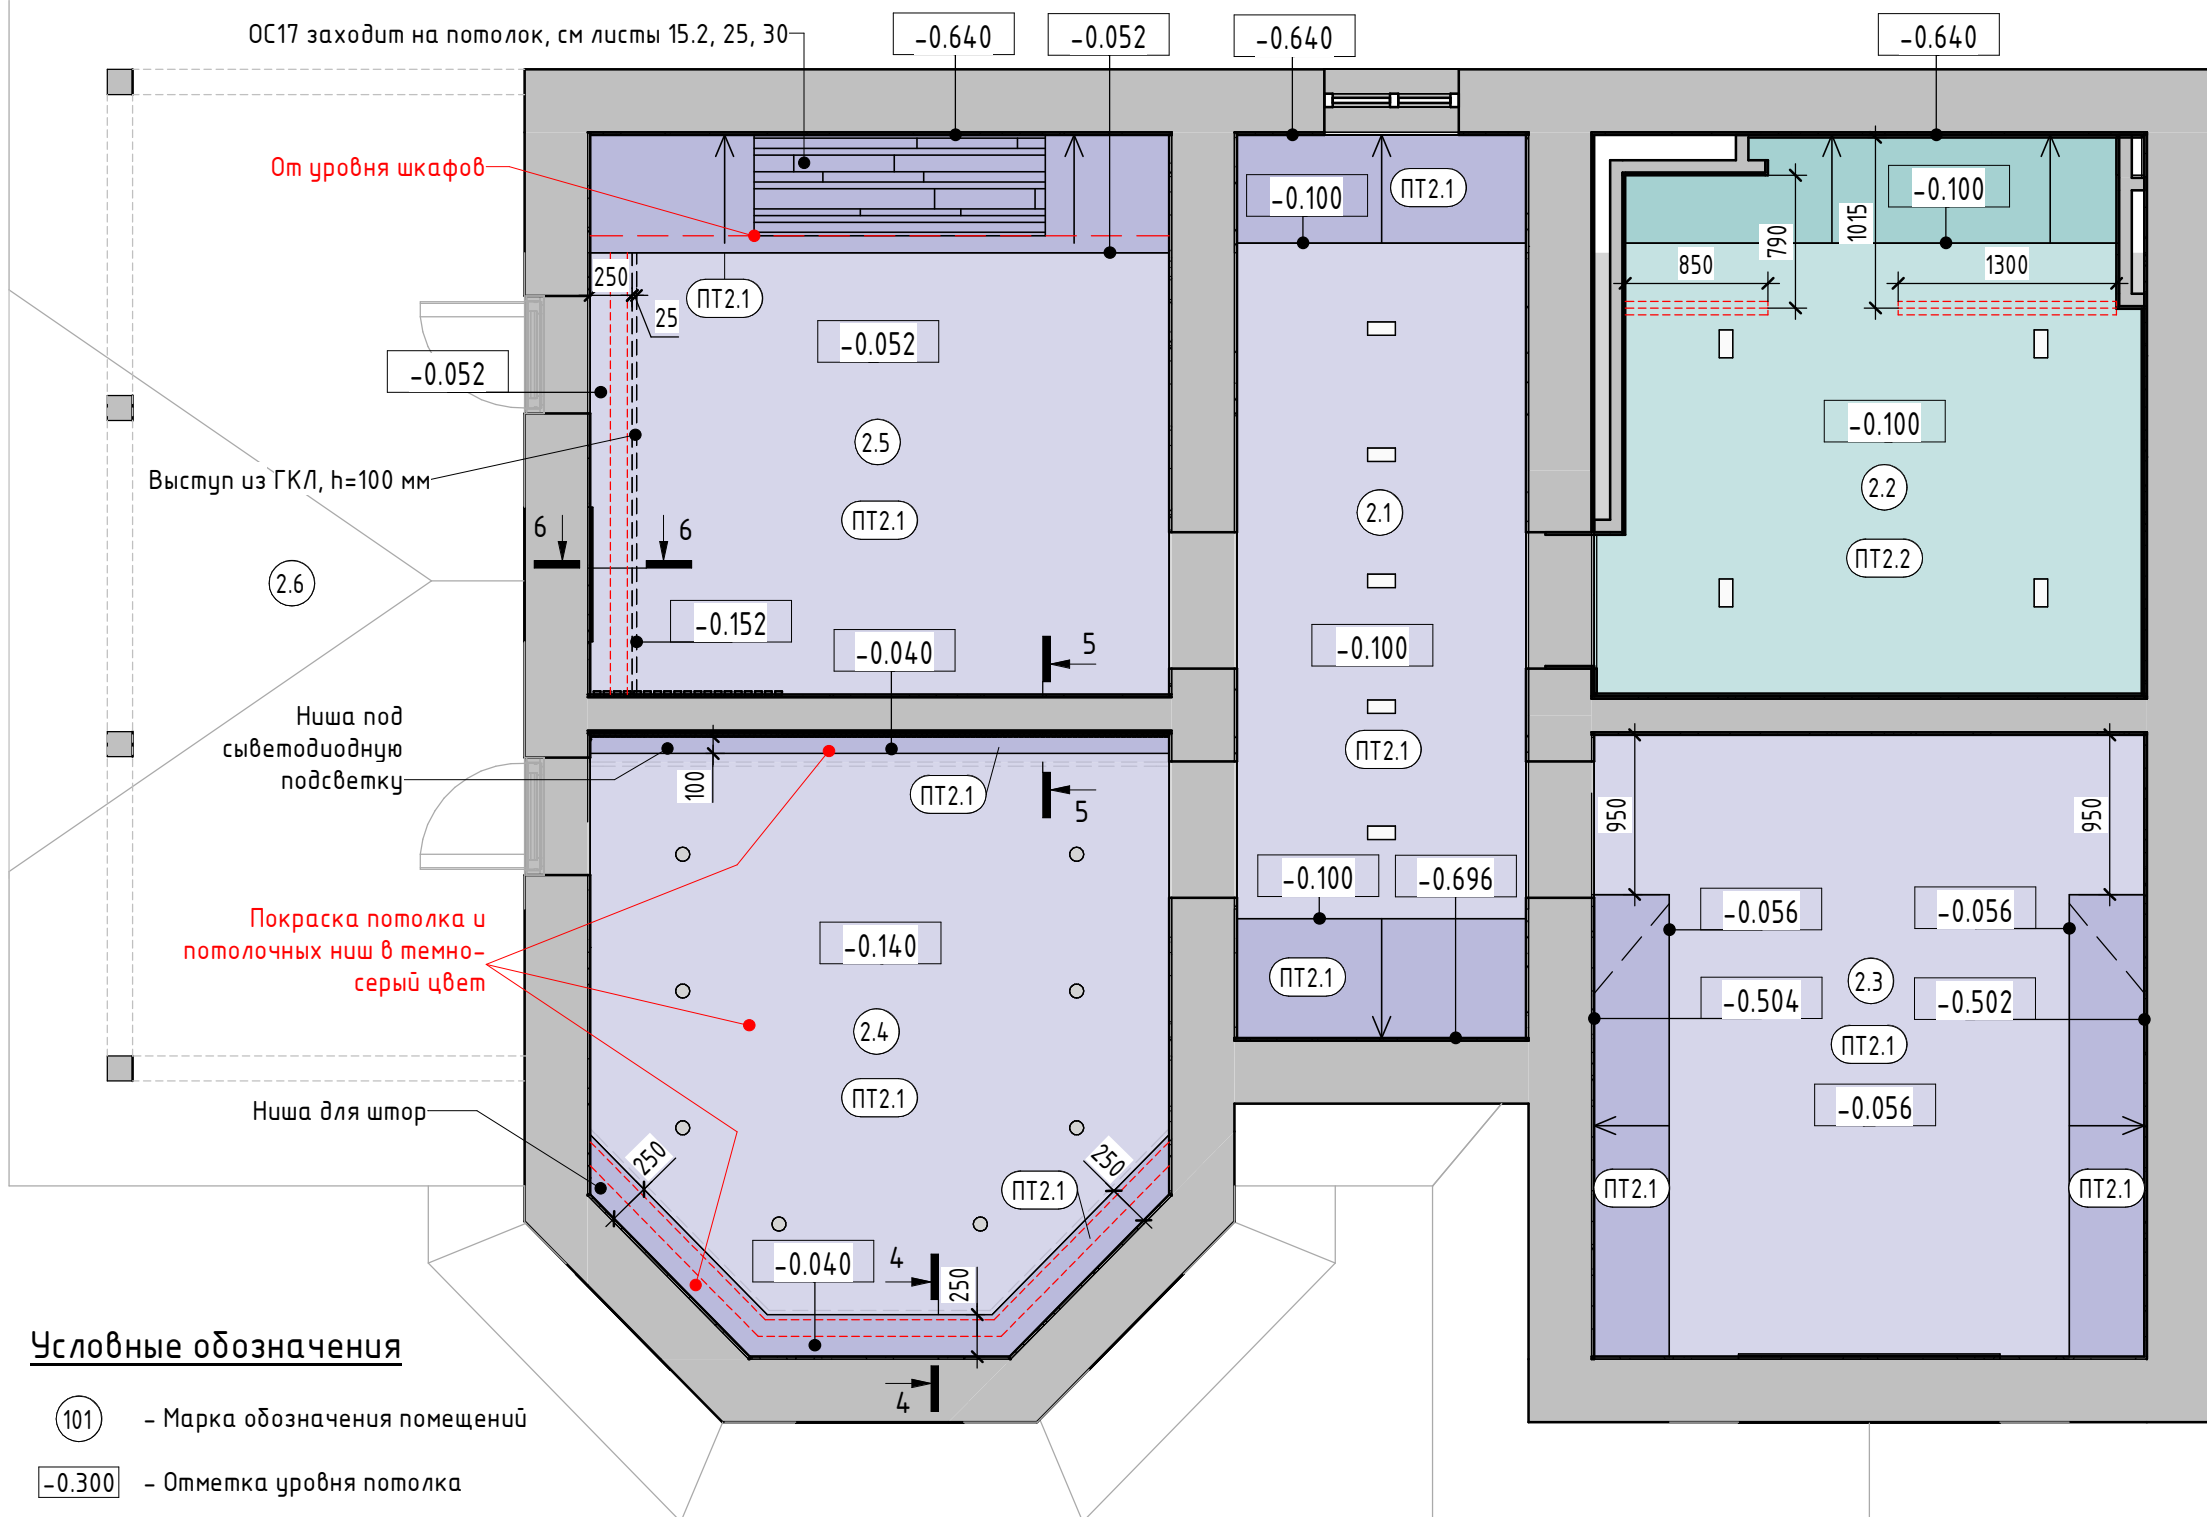 ОС17 заходит на потолок, см листы 15.2, 25, 30
-0.640
-0.052
-0.640
-0.640
От уровня шкафов
-0.100
ПТ2.1
-0.100
790
1015
850
1300
250
ПТ2.1
25
-0.052
-0.052
-0.100
2.5
2.2
2.1
Выступ из ГКЛ, h=100 мм
ПТ2.1
ПТ2.2
6
6
2.6
-0.152
-0.040
5
-0.100
Ниша под
сыветодиодную
подсветку
100
ПТ2.1
5
ПТ2.1
950
950
-0.100
-0.696
Покраска потолка и
потолочных ниш в темно-
серый цвет
-0.140
-0.056
-0.056
ПТ2.1
2.3
-0.504
-0.502
2.4
ПТ2.1
ПТ2.1
-0.056
Ниша для штор
250
250
ПТ2.1
ПТ2.1
ПТ2.1
-0.040
4
250
4
Условные обозначения
101 - Марка обозначения помещений
-0.300 - Отметка уровня потолка